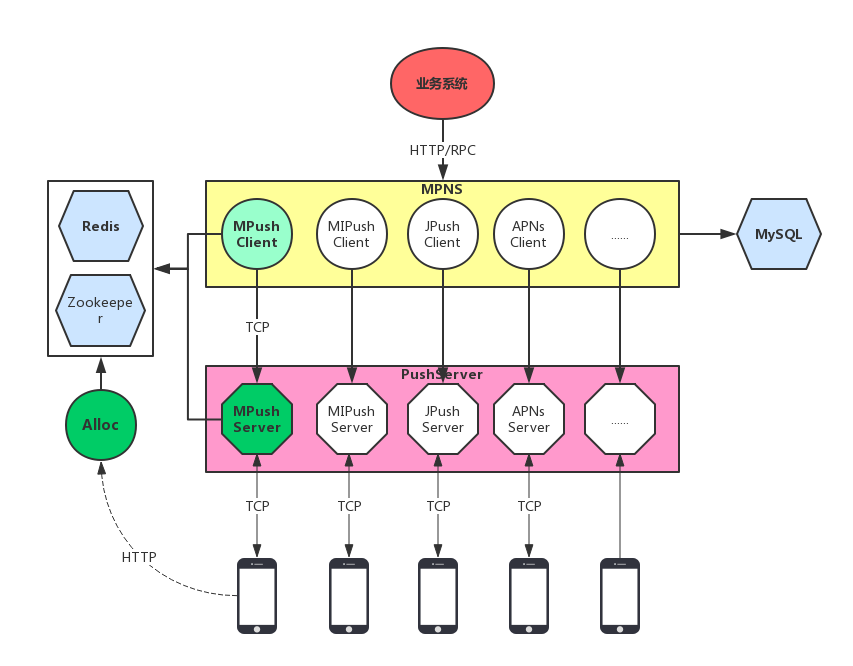 业务系统
HTTP/RPC
MPNS
MPush
Client
MIPush
Client
JPush
Client
APNs
Client
......
Redis
Zookeepe
r
MySQL
TCP
PushServer
MPush
Server
MIPush
Server
JPush
Server
APNs
Server
......
Alloc
TCP
TCP
TCP
TCP
HTTP